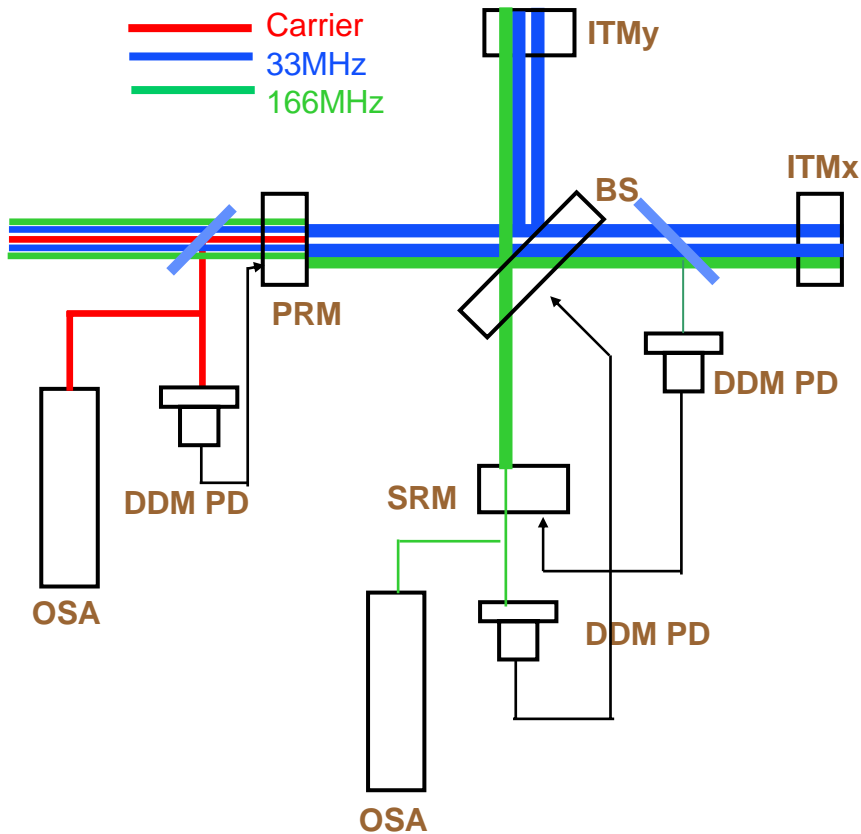 Carrier
33MHz
166MHz
ITMy
ITMx
BS
PRM
DDM PD
DDM PD
SRM
OSA
DDM PD
OSA